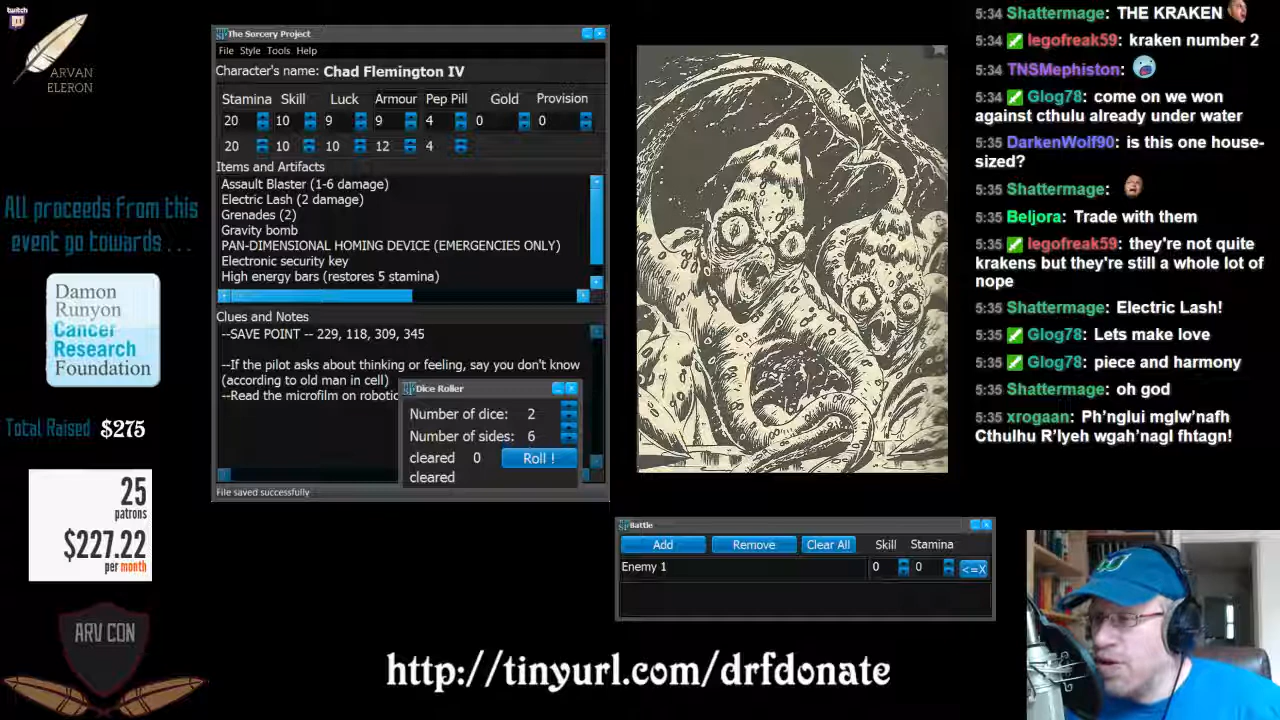 twitch
ARVAN
ELERON
All proceeds from this
event go towards . . .
Damon
Runyon
Cancer
Research
Foundation
Total Raised $275
25
patrons
$227.22
per month
ARV CON
The Sorcery Project
File Style Tools Help
Character's name: Chad Flemington IV
Stamina Skill Luck Armour Pep Pill Gold Provision
20 10 9 9 4 0 0
20 10 10 12 4
Items and Artifacts
Assault Blaster (1-6 damage)
Electric Lash (2 damage)
Grenades (2)
Gravity bomb
PAN-DIMENSIONAL HOMING DEVICE (EMERGENCIES ONLY)
Electronic security key
High energy bars (restores 5 stamina)
Clues and Notes
--SAVE POINT -- 229, 118, 309, 345
--If the pilot asks about thinking or feeling, say you don't know
(according to old man in cell)
--Read the microfilm on robotic
File saved successfully
Dice Roller
Number of dice: 2
Number of sides: 6
cleared 0 Roll !
cleared
Battle
Add Remove Clear All Skill Stamina
Enemy 1 0 0 <=X
http://tinyurl.com/drfdonate
5:34 Shattermage: THE KRAKEN
5:34 legofreak59: kraken number 2
5:34 TNSMephiston:
5:34 Glog78: come on we won
against cthulu already under water
5:35 DarkenWolf90: is this one house-
sized?
5:35 Shattermage:
5:35 Beljora: Trade with them
5:35 legofreak59: they're not quite
krakens but they're still a whole lot of
nope
5:35 Shattermage: Electric Lash!
5:35 Glog78: Lets make love
5:35 Glog78: piece and harmony
5:35 Shattermage: oh god
5:35 xrogaan: Ph'nglui mglw'nafh
Cthulhu R'lyeh wgah'nagl fhtagn!